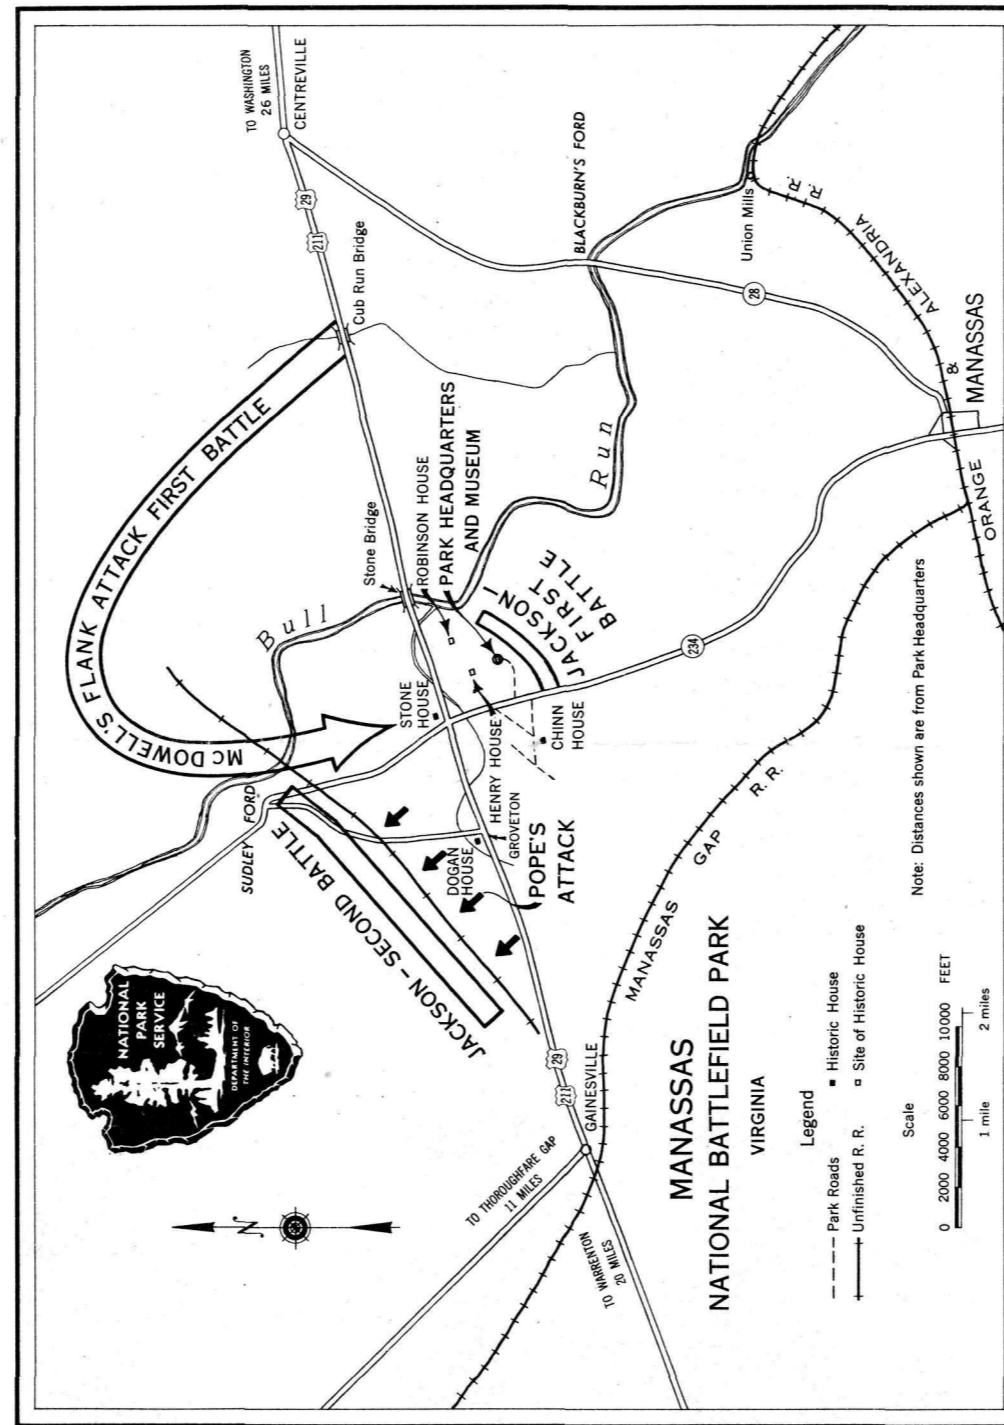 TO WASHINGTON
26 MILES
CENTREVILLE
29
211
Cub Run Bridge
McDOWELL'S FLANK ATTACK FIRST BATTLE
BLACKBURN'S FORD
Union Mills
28
R. R.
ALEXANDRIA
&
ORANGE
MANASSAS
Bull
Run
Stone Bridge
ROBINSON HOUSE
PARK HEADQUARTERS
AND MUSEUM
JACKSON–
FIRST
BATTLE
234
STONE
HOUSE
HENRY HOUSE
CHINN
HOUSE
SUDLEY FORD
DOGAN
HOUSE
GROVETON
POPE'S
ATTACK
JACKSON – SECOND BATTLE
MANASSAS GAP R. R.
29
211
GAINESVILLE
TO THOROUGHFARE GAP
11 MILES
TO WARRENTON
20 MILES
NATIONAL
PARK
SERVICE
DEPARTMENT OF
THE INTERIOR
N
MANASSAS
NATIONAL BATTLEFIELD PARK
VIRGINIA
Legend
Park Roads
Historic House
Unfinished R. R.
Site of Historic House
Scale
0 2000 4000 6000 8000 10000 FEET
1 mile 2 miles
Note: Distances shown are from Park Headquarters